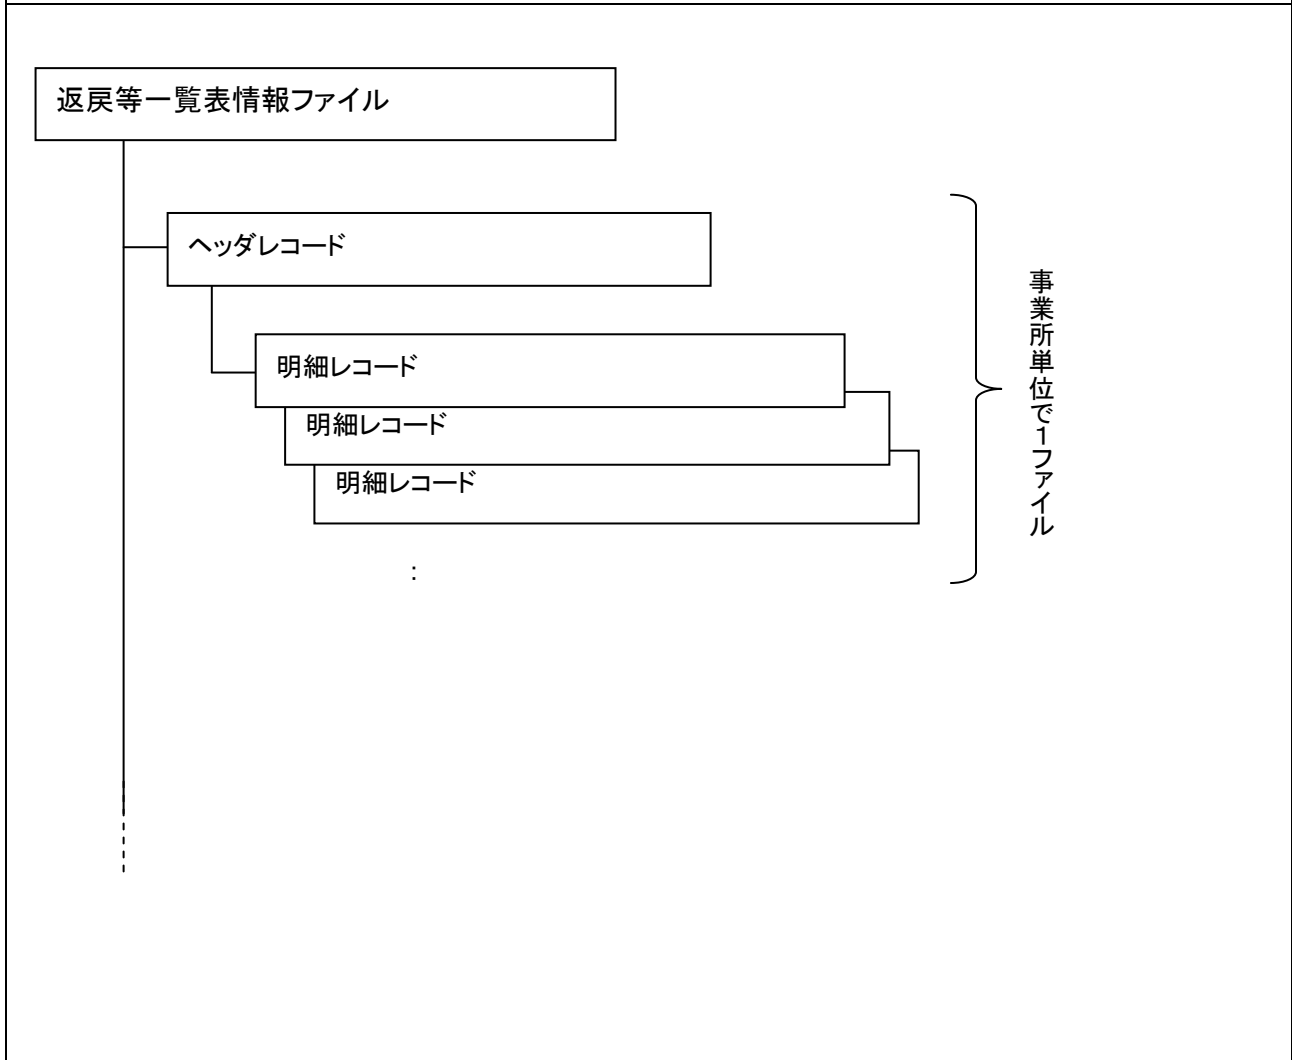 返戻等一覧表情報ファイル
ヘッダレコード
明細レコード
明細レコード
明細レコード
:
事業所単位で1ファイル